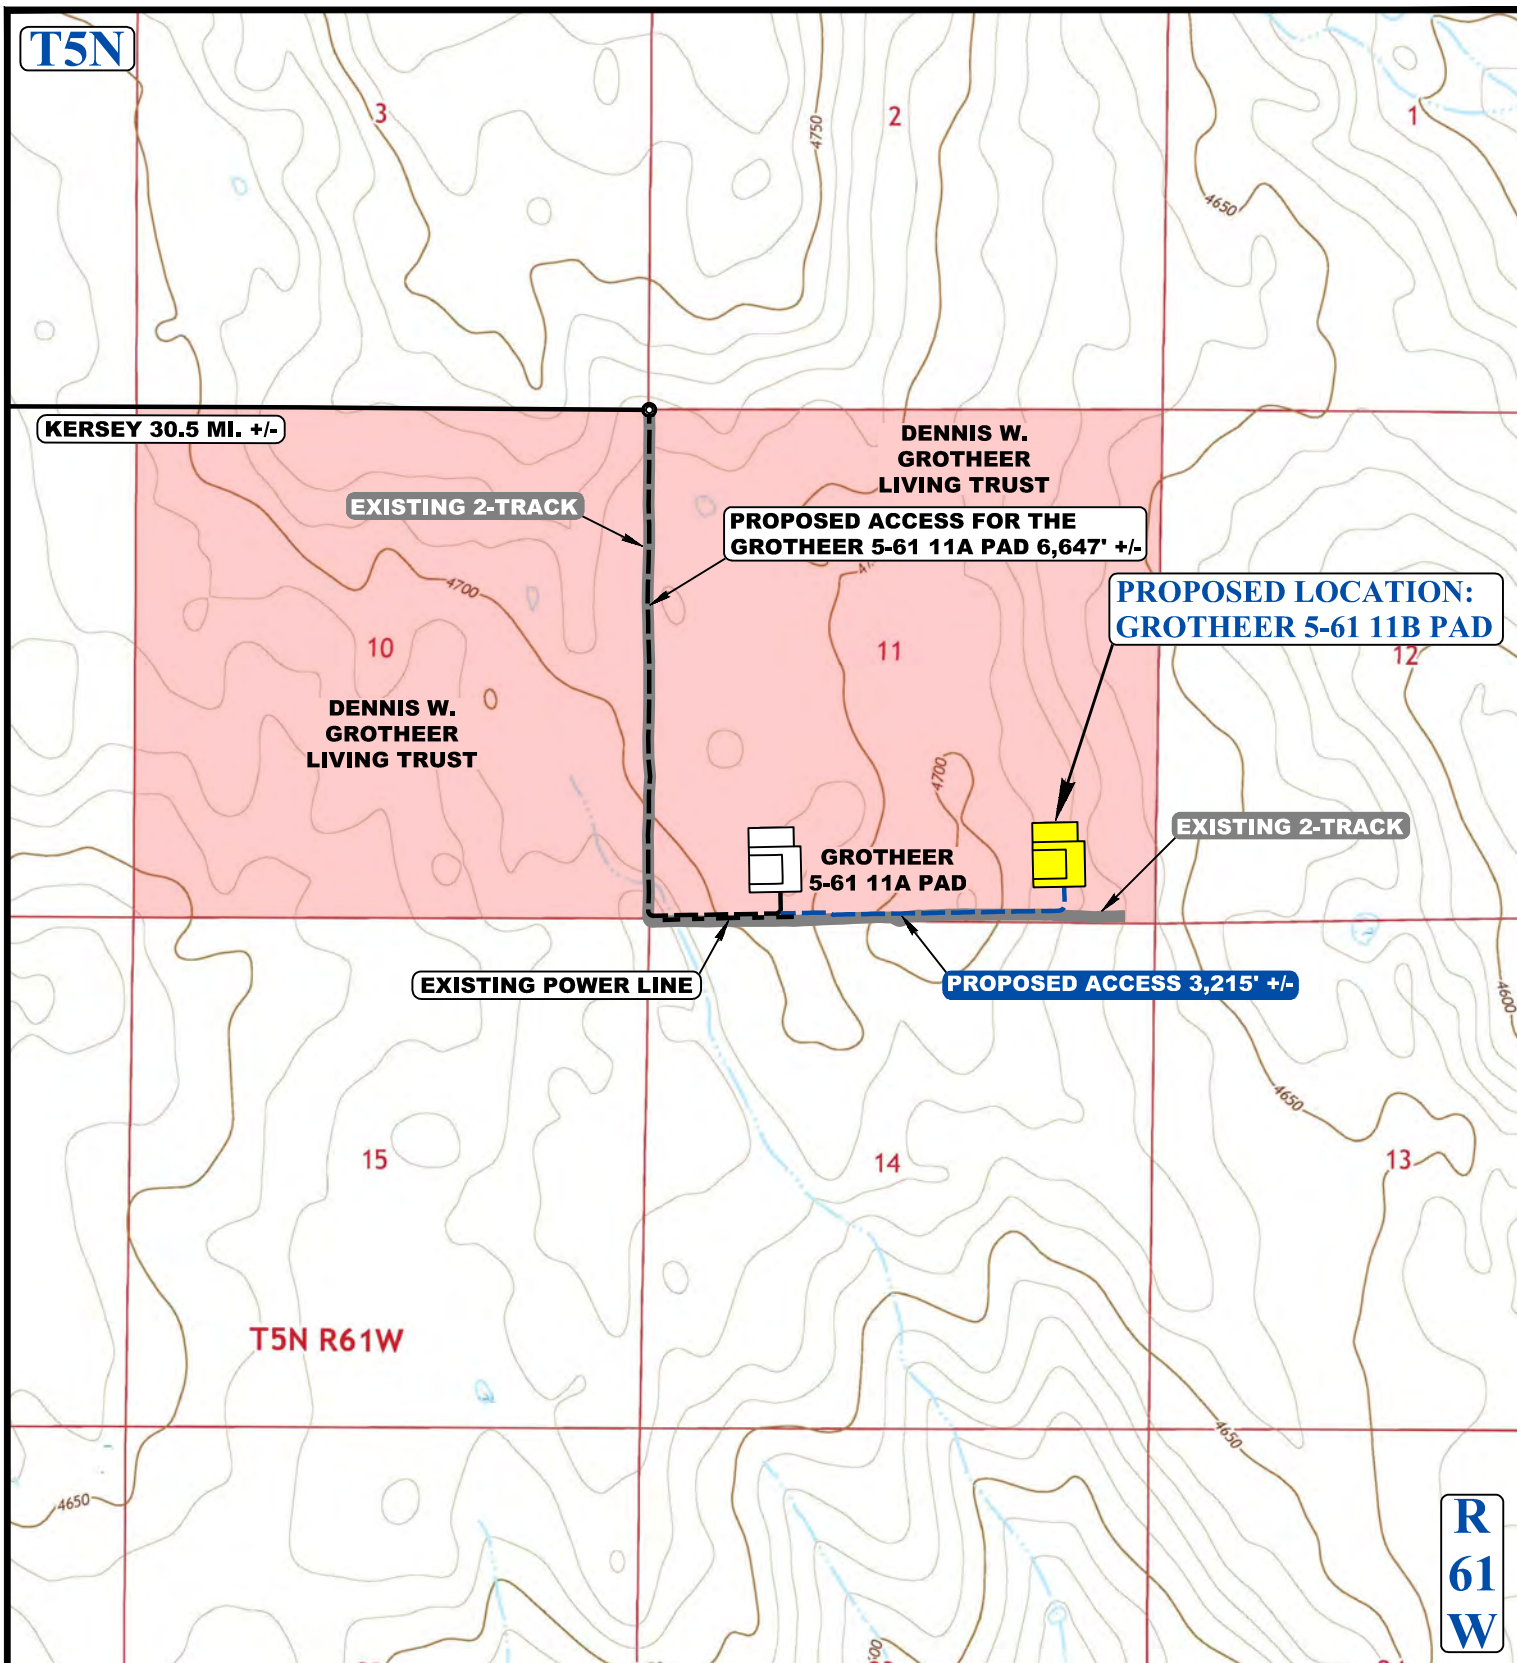 T5N
3
2
1
4750
4650
KERSEY 30.5 MI. +/-
DENNIS W.
GROTHEER
LIVING TRUST
EXISTING 2-TRACK
PROPOSED ACCESS FOR THE
GROTHEER 5-61 11A PAD 6,647' +/-
4700
PROPOSED LOCATION:
GROTHEER 5-61 11B PAD
10
11
12
DENNIS W.
GROTHEER
LIVING TRUST
4700
EXISTING 2-TRACK
GROTHEER
5-61 11A PAD
EXISTING POWER LINE
PROPOSED ACCESS 3,215' +/-
4600
4650
15
14
13
T5N R61W
4650
4650
R
61
W